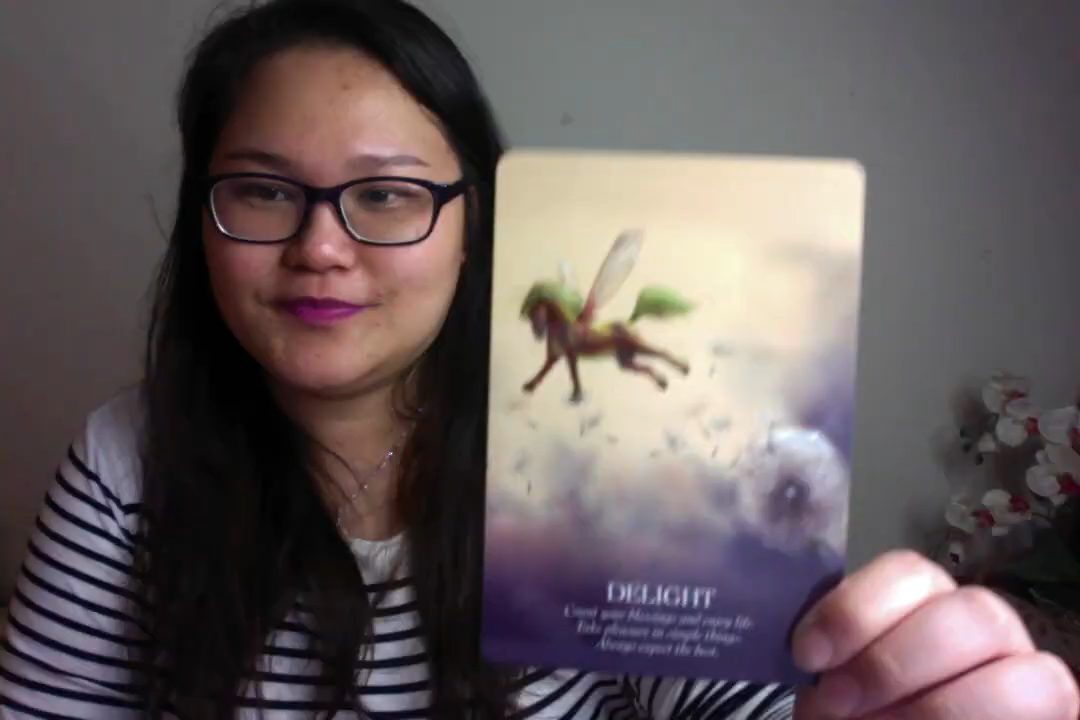 DELIGHT
Count your blessings and enjoy life.
Take pleasure in simple things.
Always expect the best.